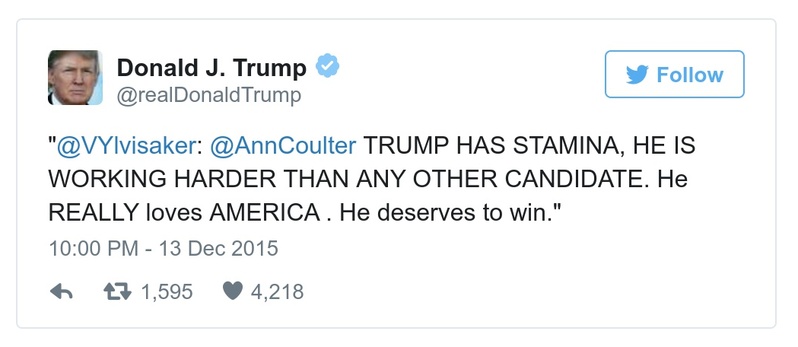 Donald J. Trump
@realDonaldTrump
Follow
"@VYlvisaker: @AnnCoulter TRUMP HAS STAMINA, HE IS
WORKING HARDER THAN ANY OTHER CANDIDATE. He
REALLY loves AMERICA . He deserves to win."
10:00 PM - 13 Dec 2015
1,595 4,218